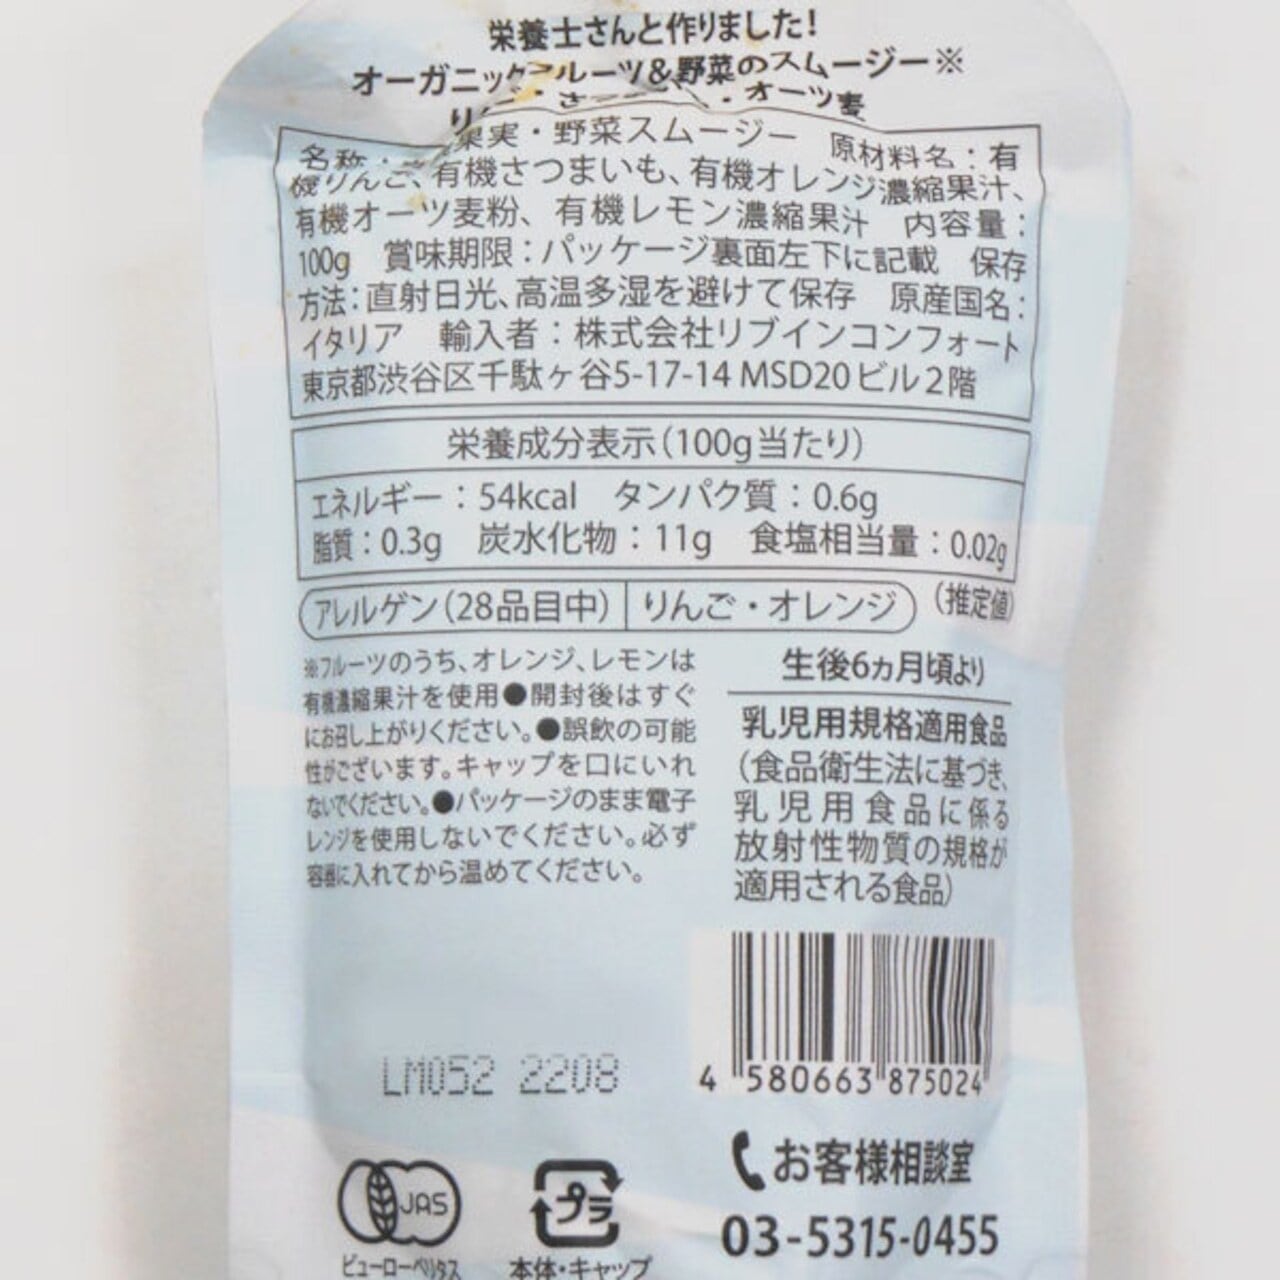 栄養士さんと作りました!
オーガニックフルーツ&野菜のスムージー※
り・さつ・オーツ麦
名称:果実・野菜スムージー 原材料名:有
機りんご、有機さつまいも、有機オレンジ濃縮果汁、
有機オーツ麦粉、有機レモン濃縮果汁 内容量:
100g 賞味期限:パッケージ裏面左下に記載 保存
方法:直射日光、高温多湿を避けて保存 原産国名:
イタリア 輸入者:株式会社リブインコンフォート
東京都渋谷区千駄ヶ谷5-17-14 MSD20ビル2階
栄養成分表示(100g当たり)
エネルギー:54kcal タンパク質:0.6g
脂質:0.3g 炭水化物:11g 食塩相当量:0.02g
アレルゲン(28品目中) りんご・オレンジ (推定値)
※フルーツのうち、オレンジ、レモンは
有機濃縮果汁を使用●開封後はすぐ
にお召し上がりください。●誤飲の可能
性がございます。キャップを口にいれ
ないでください。●パッケージのまま電子
レンジを使用しないでください。必ず
容器に入れてから温めてください。
生後6ヵ月頃より
乳児用規格適用食品
(食品衛生法に基づき、
乳児用食品に係る
放射性物質の規格が
適用される食品)
4 580663 875024
LM052 2208
お客様相談室
03-5315-0455
JAS
ビューローベリタス
プラ
本体・キャップ